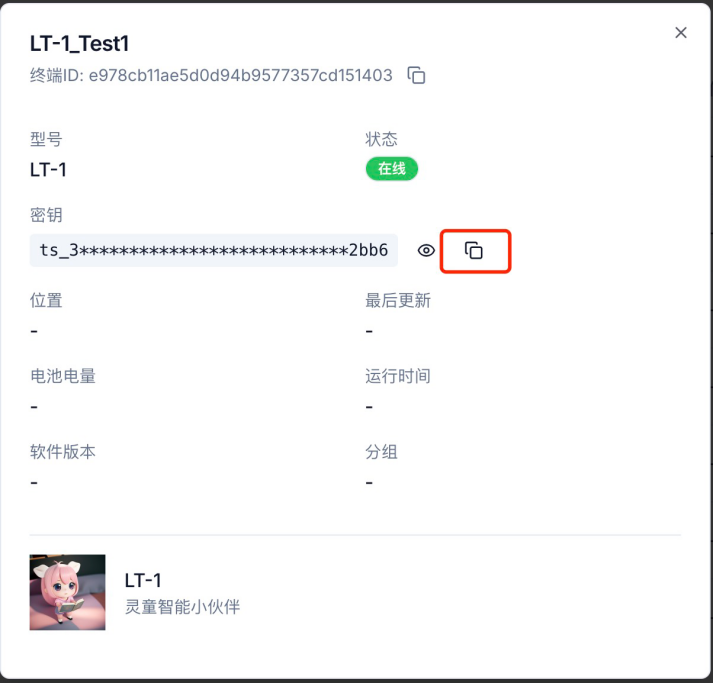 LT-1_Test1
终端ID: e978cb11ae5d0d94b9577357cd151403
型号
状态
LT-1
在线
密钥
ts_3***************************2bb6
位置
最后更新
-
-
电池电量
运行时间
-
-
软件版本
分组
-
-
LT-1
灵童智能小伙伴